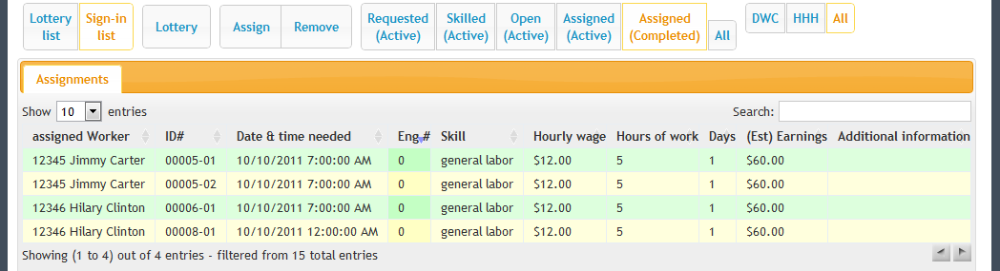 Lottery list Sign-in list Lottery Assign Remove Requested (Active) Skilled (Active) Open (Active) Assigned (Active) Assigned (Completed) All DWC HHH All
Assignments
Show 10 entries Search:
assigned Worker ID# Date & time needed Eng.# Skill Hourly wage Hours of work Days (Est) Earnings Additional information
12345 Jimmy Carter 00005-01 10/10/2011 7:00:00 AM 0 general labor $12.00 5 1 $60.00
12345 Jimmy Carter 00005-02 10/10/2011 7:00:00 AM 0 general labor $12.00 5 1 $60.00
12346 Hilary Clinton 00006-01 10/10/2011 7:00:00 AM 0 general labor $12.00 5 1 $60.00
12346 Hilary Clinton 00008-01 10/10/2011 12:00:00 AM 0 general labor $12.00 5 1 $60.00
Showing (1 to 4) out of 4 entries - filtered from 15 total entries